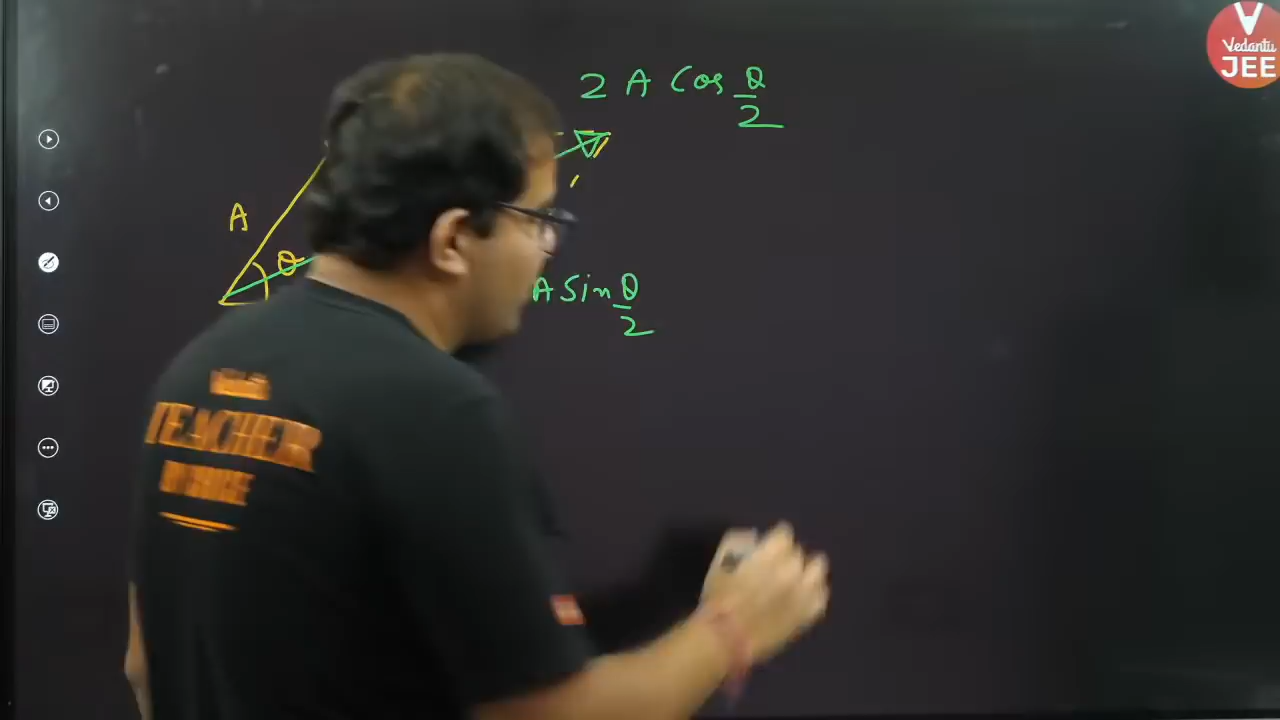 Vedantu
JEE
2 A Cos θ/2
A
θ
A Sin θ/2
TEACHER